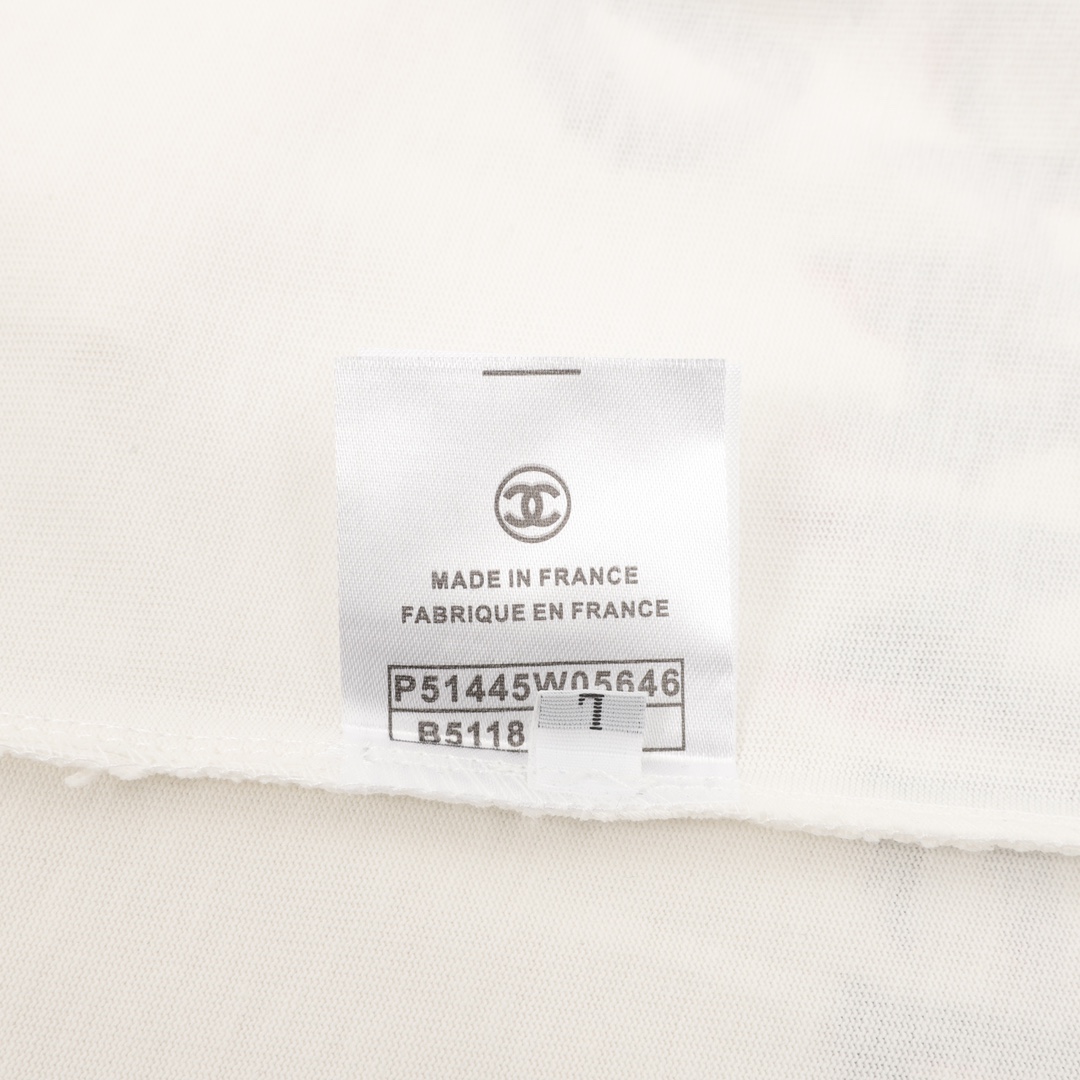 MADE IN FRANCE
FABRIQUE EN FRANCE
P51445W05646
B5118
L